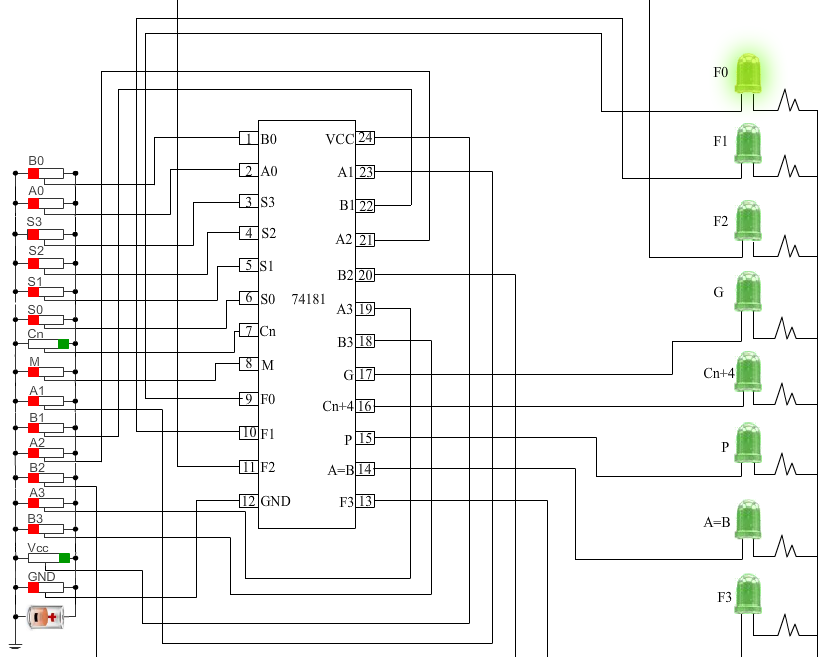 B0
A0
S3
S2
S1
S0
Cn
M
A1
B1
A2
B2
A3
B3
Vcc
GND
1 B0
2 A0
3 S3
4 S2
5 S1
6 S0
7 Cn
8 M
9 F0
10 F1
11 F2
12 GND
74181
VCC 24
A1 23
B1 22
A2 21
B2 20
A3 19
B3 18
G 17
Cn+4 16
P 15
A=B 14
F3 13
F0
F1
F2
G
Cn+4
P
A=B
F3